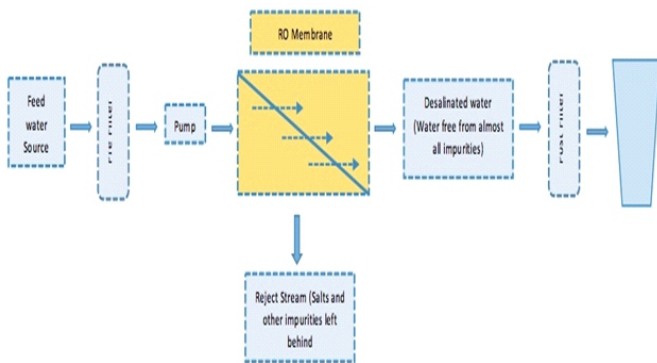 RO Membrane
Feed
water
Source
Pre Filter
Pump
Desalinated water
(Water free from almost
all impurities)
Post Filter
Reject Stream (Salts and
other impurities left
behind